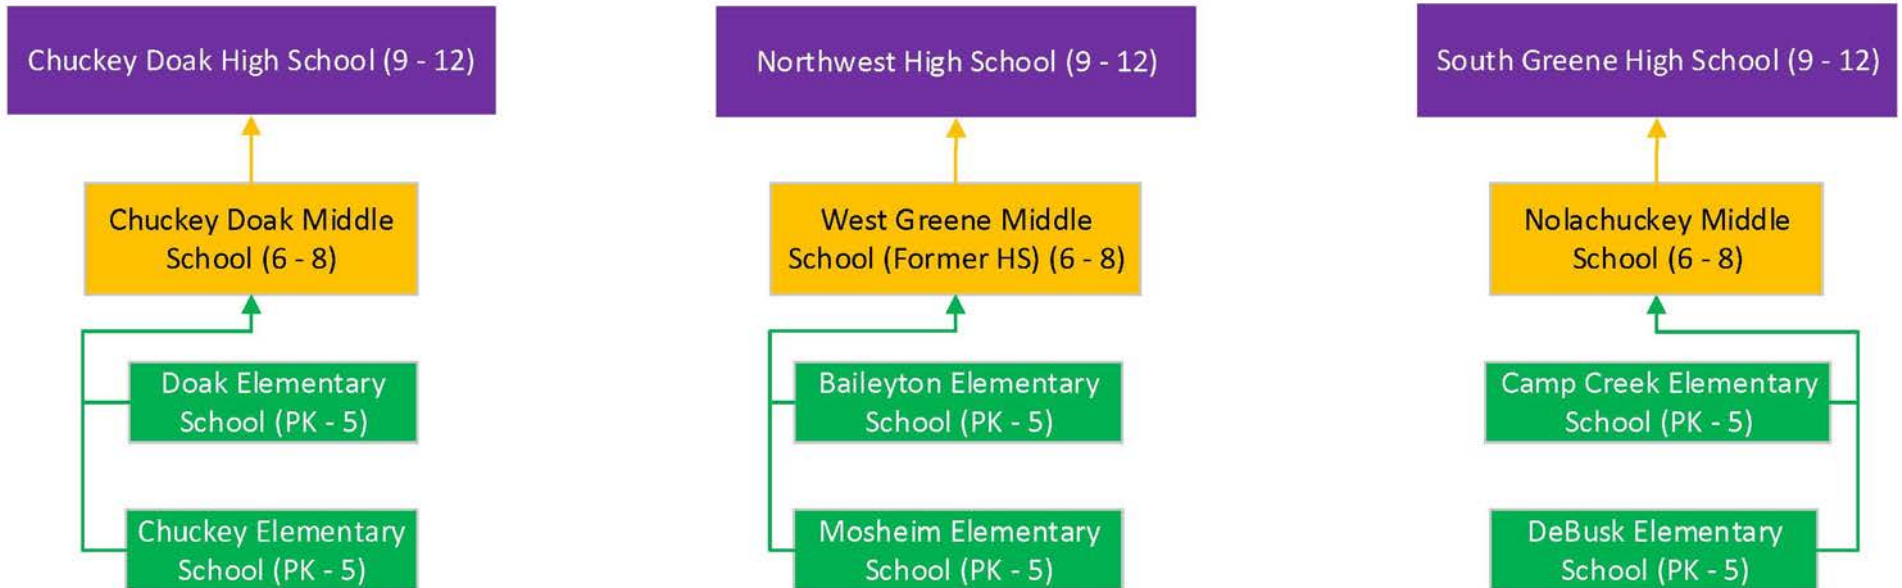 Chuckey Doak High School (9 - 12)
Northwest High School (9 - 12)
South Greene High School (9 - 12)
Chuckey Doak Middle
School (6 - 8)
West Greene Middle
School (Former HS) (6 - 8)
Nolachuckey Middle
School (6 - 8)
Doak Elementary
School (PK - 5)
Baileyton Elementary
School (PK - 5)
Camp Creek Elementary
School (PK - 5)
Chuckey Elementary
School (PK - 5)
Mosheim Elementary
School (PK - 5)
DeBusk Elementary
School (PK - 5)